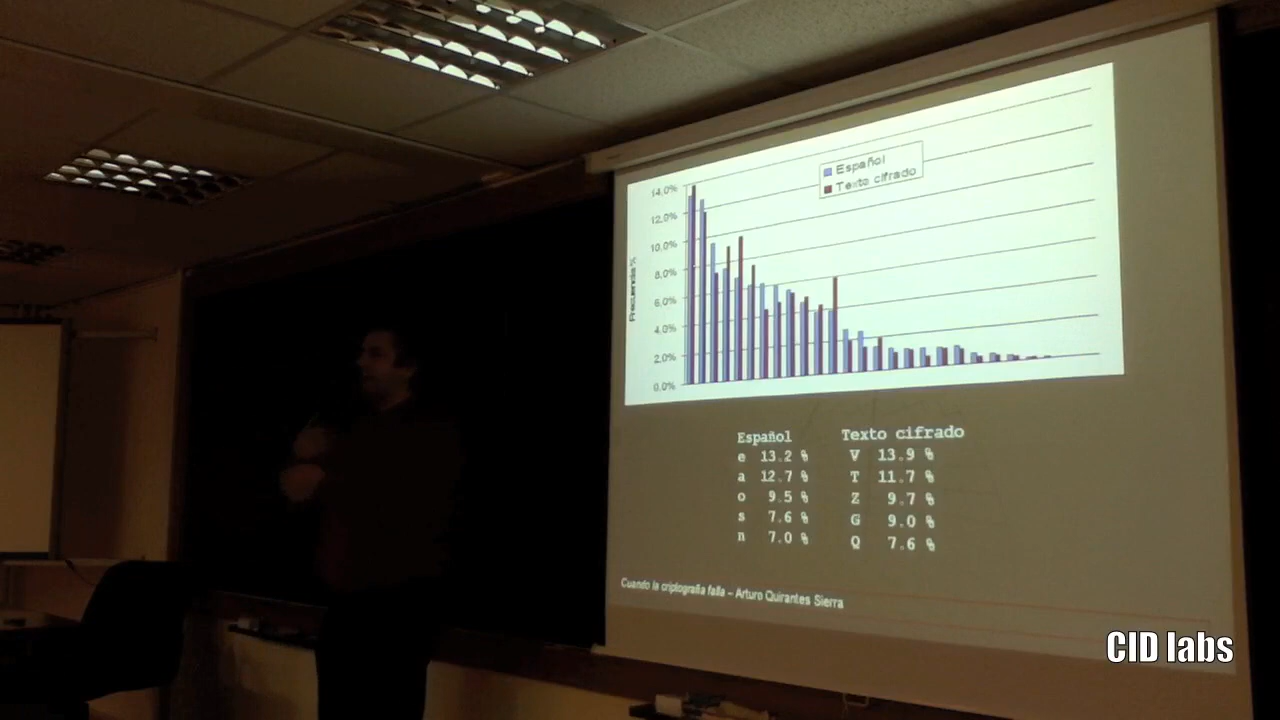 Español
Texto cifrado
14,0%
12,0%
10,0%
8,0%
6,0%
4,0%
2,0%
0,0%
Frecuencia %
Español Texto cifrado
e 13.2 % V 13.9 %
a 12.7 % T 11.7 %
o 9.5 % Z 9.7 %
s 7.6 % G 9.0 %
n 7.0 % Q 7.6 %
Cuando la criptografía falla – Arturo Quirantes Sierra
CID labs